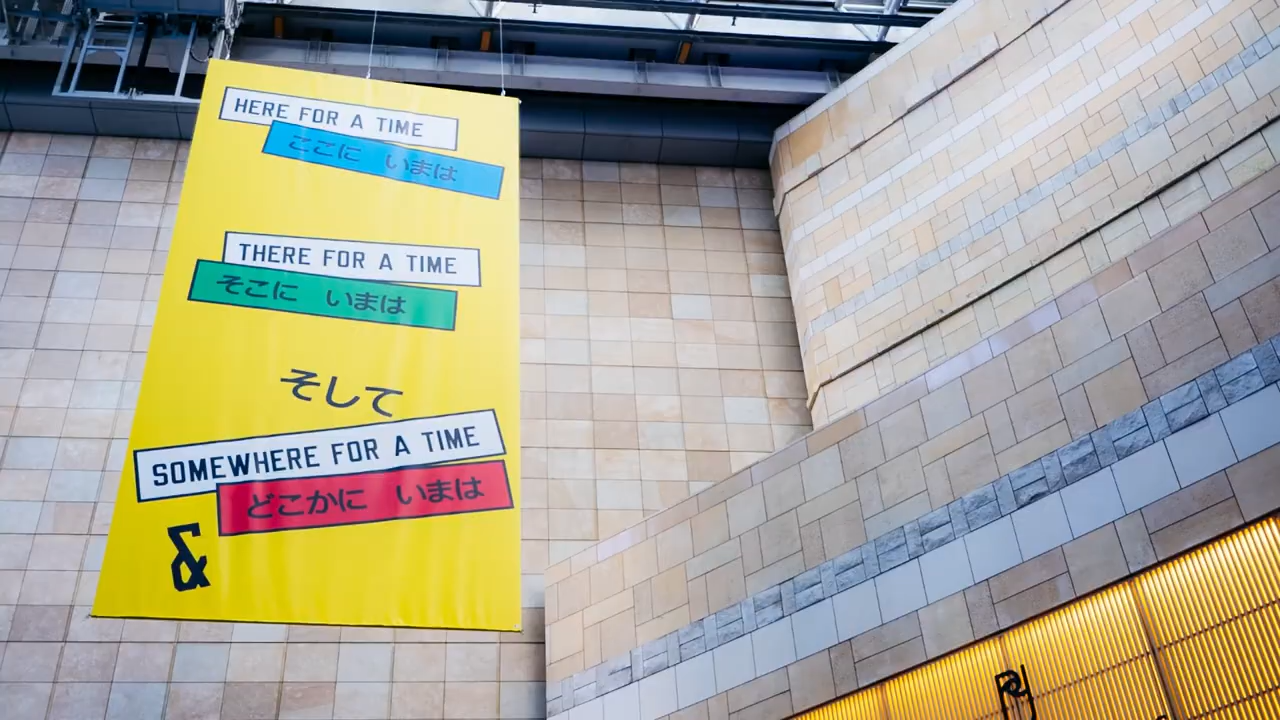 HERE FOR A TIME
ここに いまは
THERE FOR A TIME
そこに いまは
そして
SOMEWHERE FOR A TIME
どこかに いまは
&